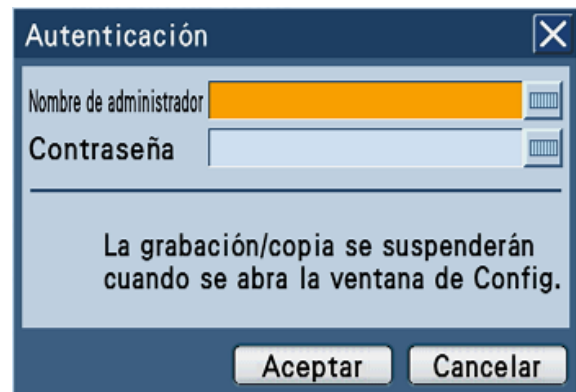 Autenticación
Nombre de administrador
Contraseña
La grabación/copia se suspenderán
cuando se abra la ventana de Config.
Aceptar Cancelar